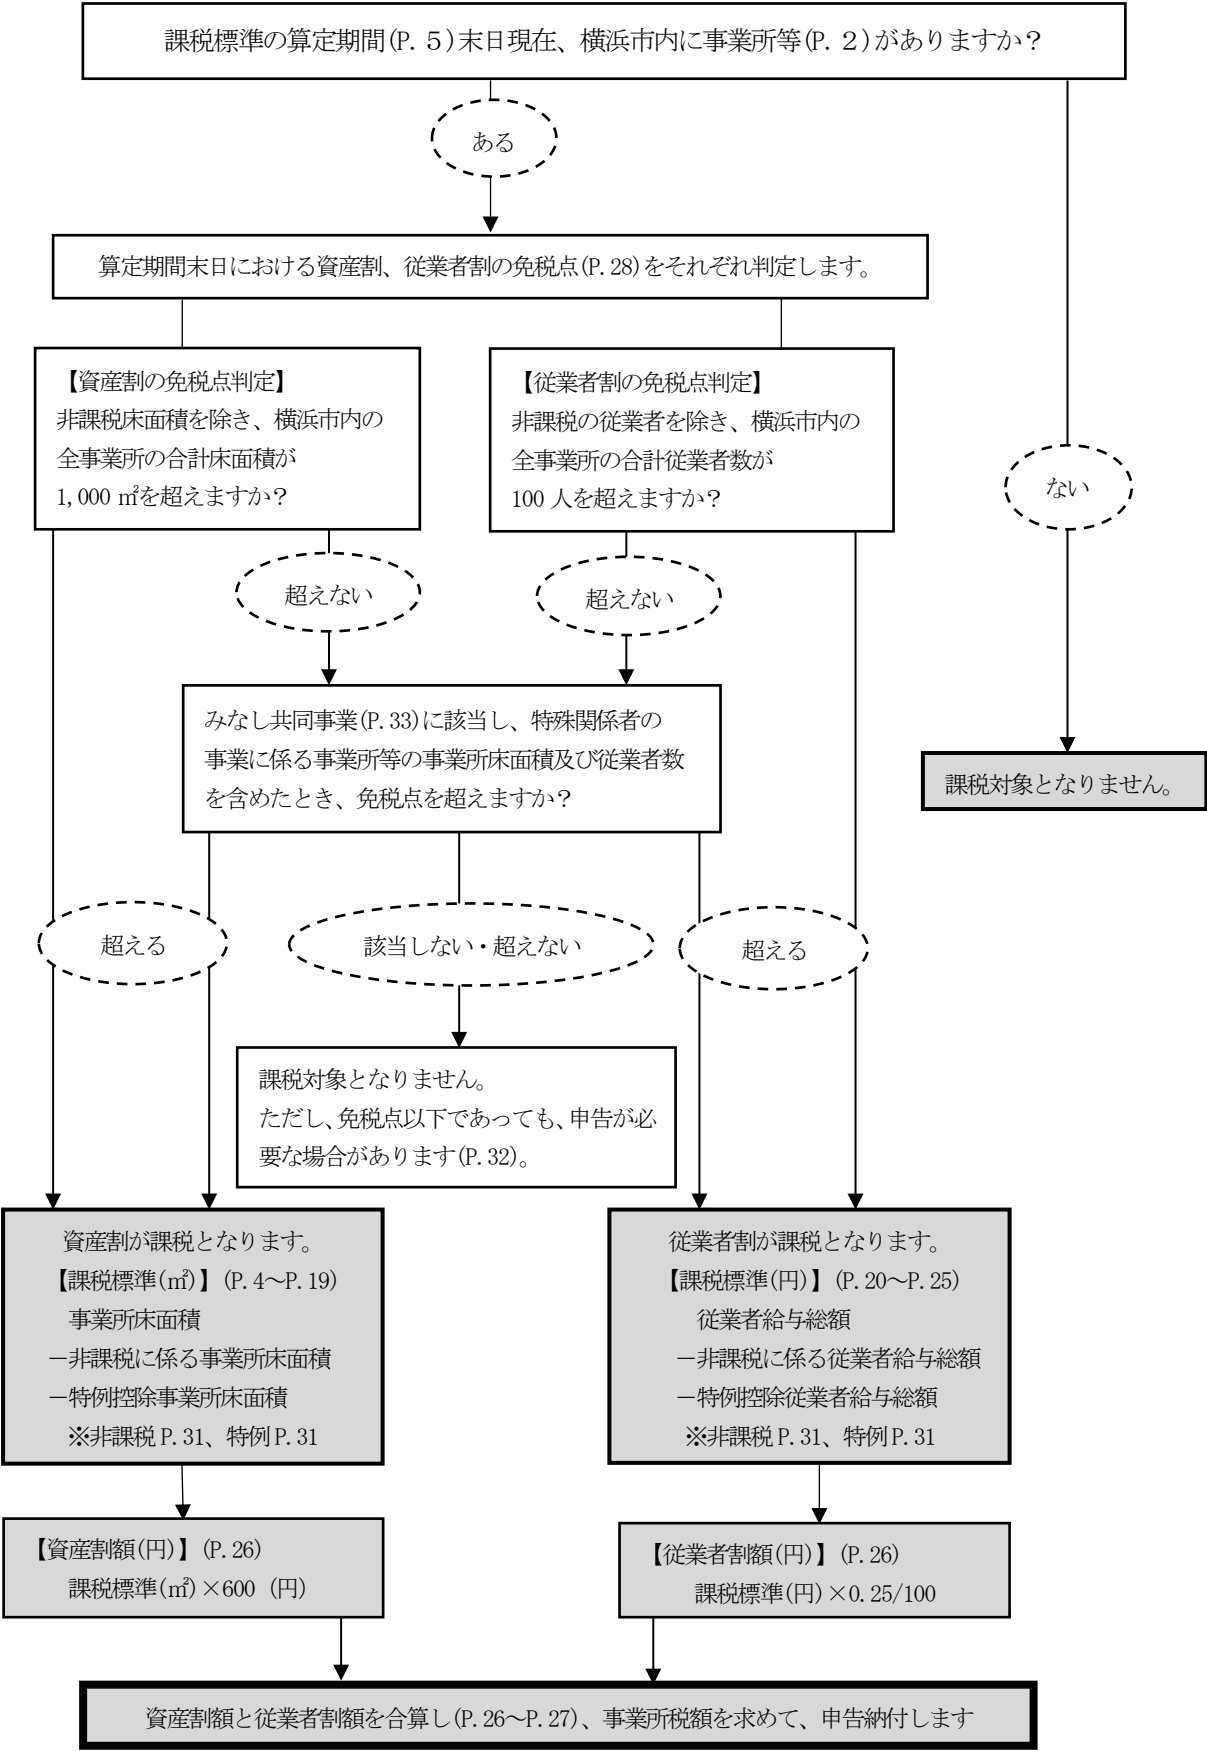 課税標準の算定期間(P.５)末日現在、横浜市内に事業所等(P.２)がありますか？
ある
算定期間末日における資産割、従業者割の免税点(P.28)をそれぞれ判定します。
【資産割の免税点判定】
非課税床面積を除き、横浜市内の
全事業所の合計床面積が
1,000 ㎡を超えますか？
【従業者割の免税点判定】
非課税の従業者を除き、横浜市内の
全事業所の合計従業者数が
100 人を超えますか？
ない
超えない
超えない
みなし共同事業(P.33)に該当し、特殊関係者の
事業に係る事業所等の事業所床面積及び従業者数
を含めたとき、免税点を超えますか？
課税対象となりません。
超える
該当しない・超えない
超える
課税対象となりません。
ただし、免税点以下であっても、申告が必
要な場合があります(P.32)。
資産割が課税となります。
【課税標準(㎡)】(P.4～P.19)
事業所床面積
－非課税に係る事業所床面積
－特例控除事業所床面積
※非課税 P.31、特例 P.31
従業者割が課税となります。
【課税標準(円)】(P.20～P.25)
従業者給与総額
－非課税に係る従業者給与総額
－特例控除従業者給与総額
※非課税 P.31、特例 P.31
【資産割額(円)】(P.26)
課税標準(㎡)×600 (円)
【従業者割額(円)】(P.26)
課税標準(円)×0.25/100
資産割額と従業者割額を合算し(P.26～P.27)、事業所税額を求めて、申告納付します